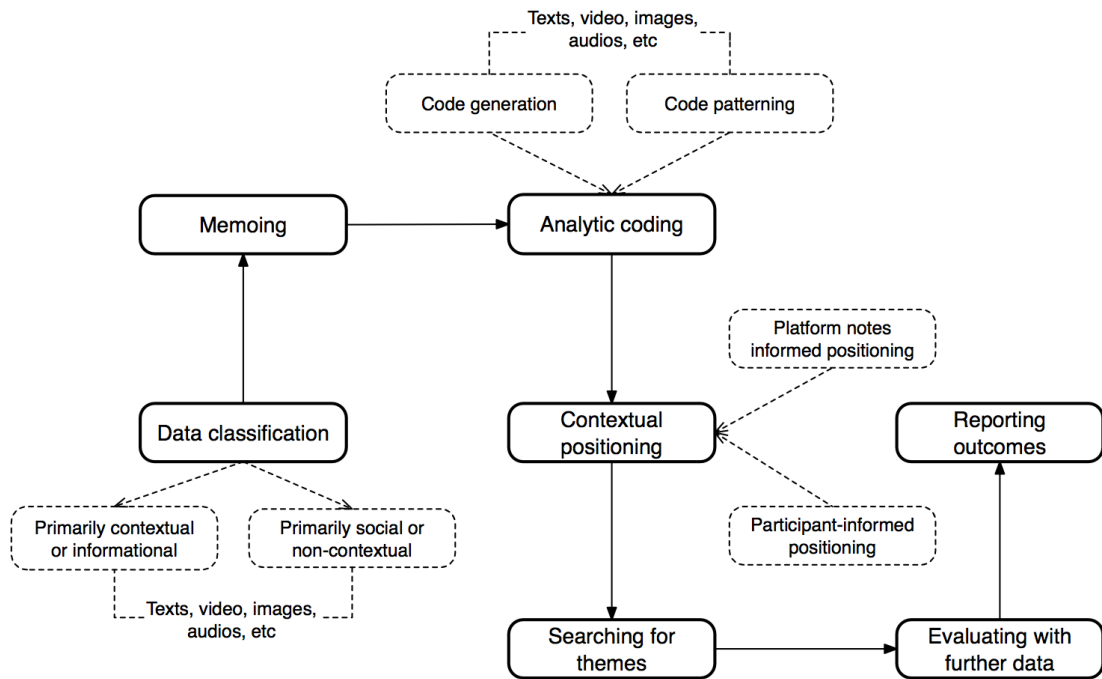 Texts, video, images,
audios, etc
Code generation
Code patterning
Memoing
Analytic coding
Platform notes
informed positioning
Data classification
Contextual
positioning
Reporting
outcomes
Primarily contextual
or informational
Primarily social or
non-contextual
Participant-informed
positioning
Texts, video, images,
audios, etc
Searching for
themes
Evaluating with
further data